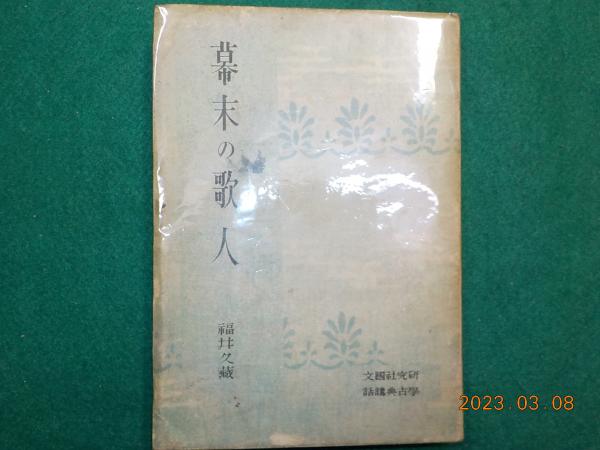 幕末の歌人
福井久藏
研究社國文
學古典講話
2023.03.08